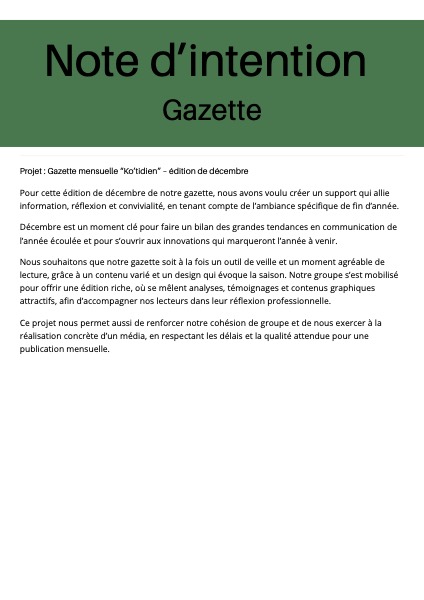 Note d’intention
Gazette
Projet : Gazette mensuelle “Ko’tidien” – édition de décembre
Pour cette édition de décembre de notre gazette, nous avons voulu créer un support qui allie
information, réflexion et convivialité, en tenant compte de l’ambiance spécifique de fin d’année.
Décembre est un moment clé pour faire un bilan des grandes tendances en communication de
l’année écoulée et pour s’ouvrir aux innovations qui marqueront l’année à venir.
Nous souhaitons que notre gazette soit à la fois un outil de veille et un moment agréable de
lecture, grâce à un contenu varié et un design qui évoque la saison. Notre groupe s’est mobilisé
pour offrir une édition riche, où se mêlent analyses, témoignages et contenus graphiques
attractifs, afin d’accompagner nos lecteurs dans leur réflexion professionnelle.
Ce projet nous permet aussi de renforcer notre cohésion de groupe et de nous exercer à la
réalisation concrète d’un média, en respectant les délais et la qualité attendue pour une
publication mensuelle.